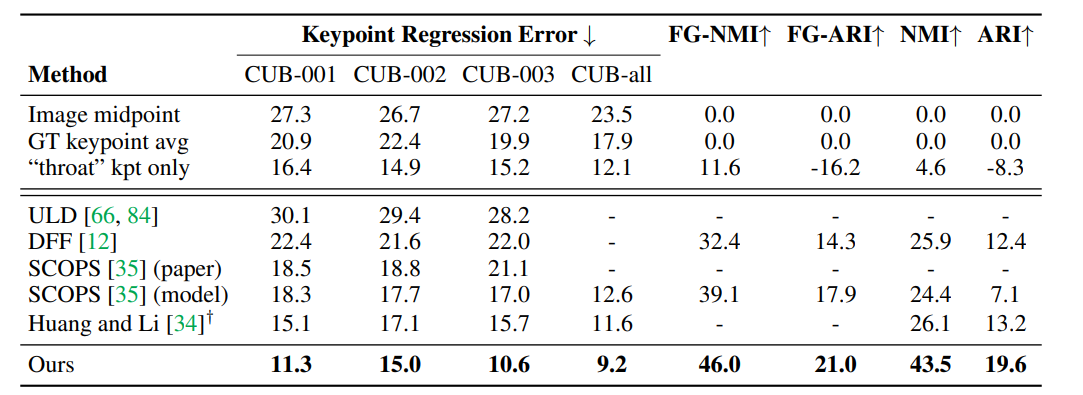 Keypoint Regression Error ↓ FG-NMI↑ FG-ARI↑ NMI↑ ARI↑
Method CUB-001 CUB-002 CUB-003 CUB-all
Image midpoint 27.3 26.7 27.2 23.5 0.0 0.0 0.0 0.0
GT keypoint avg 20.9 22.4 19.9 17.9 0.0 0.0 0.0 0.0
“throat” kpt only 16.4 14.9 15.2 12.1 11.6 -16.2 4.6 -8.3
ULD [66, 84] 30.1 29.4 28.2 - - - - -
DFF [12] 22.4 21.6 22.0 - 32.4 14.3 25.9 12.4
SCOPS [35] (paper) 18.5 18.8 21.1 - - - - -
SCOPS [35] (model) 18.3 17.7 17.0 12.6 39.1 17.9 24.4 7.1
Huang and Li [34]† 15.1 17.1 15.7 11.6 - - 26.1 13.2
Ours 11.3 15.0 10.6 9.2 46.0 21.0 43.5 19.6